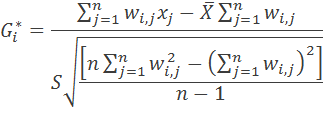 G_i^* = \frac{\sum_{j=1}^{n} w_{i,j} x_j - \bar{X} \sum_{j=1}^{n} w_{i,j}}{S \sqrt{\frac{\left[ n \sum_{j=1}^{n} w_{i,j}^2 - \left( \sum_{j=1}^{n} w_{i,j} \right)^2 \right]}{n-1}}}